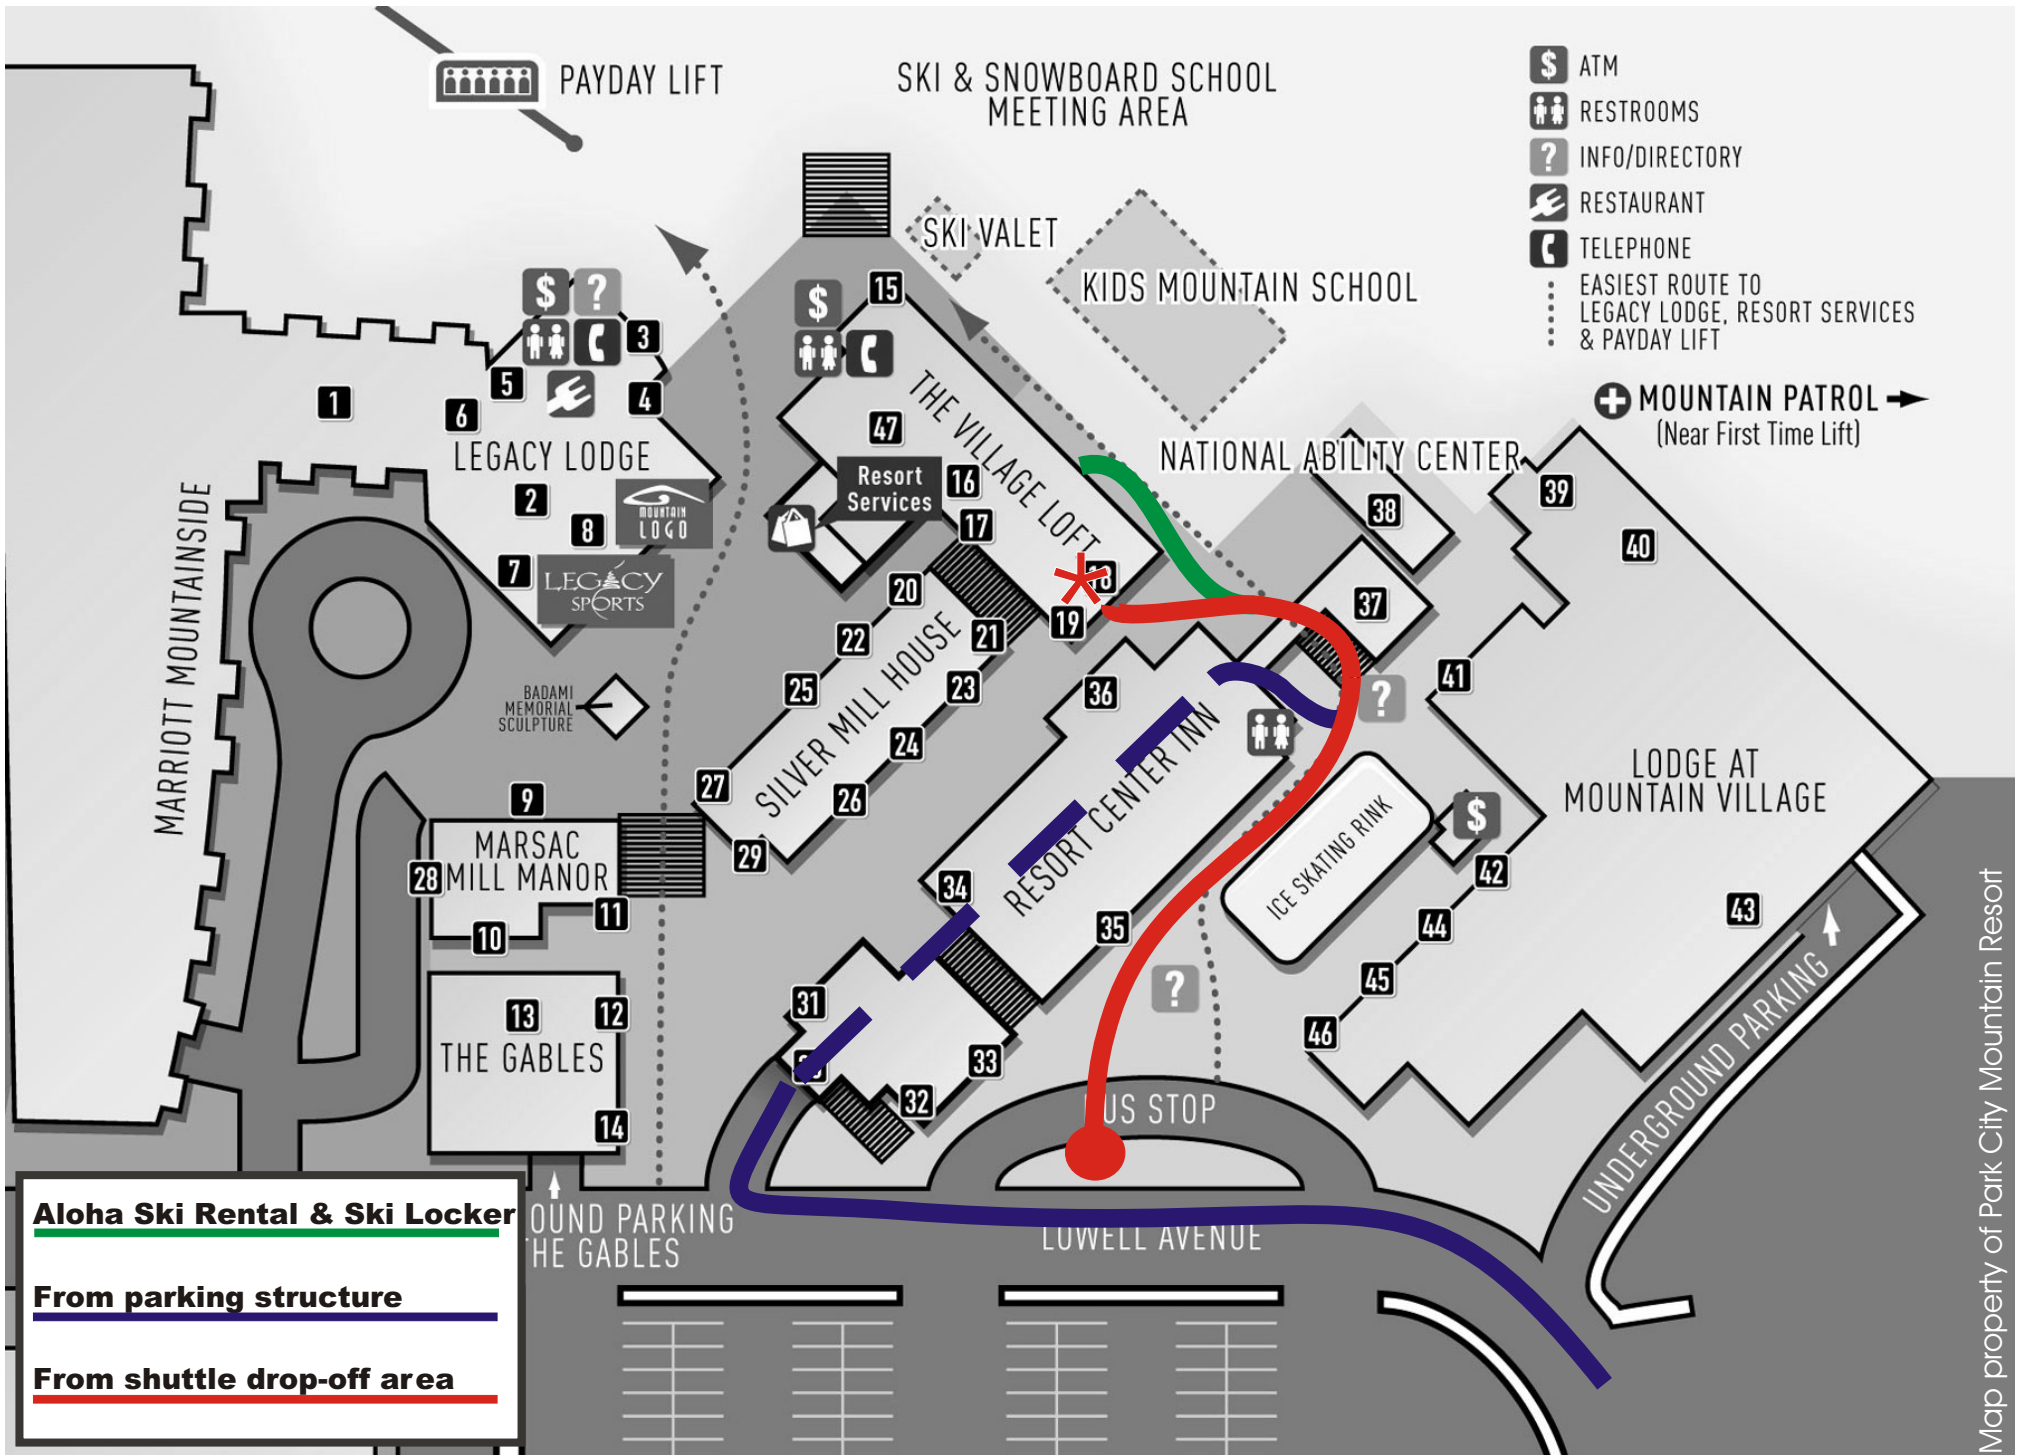 PAYDAY LIFT
SKI & SNOWBOARD SCHOOL
MEETING AREA
$ ATM
RESTROOMS
? INFO/DIRECTORY
RESTAURANT
TELEPHONE
EASIEST ROUTE TO
LEGACY LODGE, RESORT SERVICES
& PAYDAY LIFT
SKI VALET
KIDS MOUNTAIN SCHOOL
MOUNTAIN PATROL
(Near First Time Lift)
NATIONAL ABILITY CENTER
$ ?
3
5
4
6
1
LEGACY LODGE
2
8
MOUNTAIN
LOGO
7
LEGACY
SPORTS
MARRIOTT MOUNTAINSIDE
$
15
47
THE VILLAGE LOFT
Resort
Services
16
17
18
19
20
21
22
23
25
24
26
27
29
SILVER MILL HOUSE
BADAMI
MEMORIAL
SCULPTURE
9
MARSAC
MILL MANOR
28
11
10
13
12
THE GABLES
14
36
RESORT CENTER INN
34
35
31
33
32
?
?
37
38
39
40
41
LODGE AT
MOUNTAIN VILLAGE
$
ICE SKATING RINK
42
43
44
45
46
UNDERGROUND PARKING
US STOP
LOWELL AVENUE
OUND PARKING
HE GABLES
Aloha Ski Rental & Ski Locker
From parking structure
From shuttle drop-off area
Map property of Park City Mountain Resort